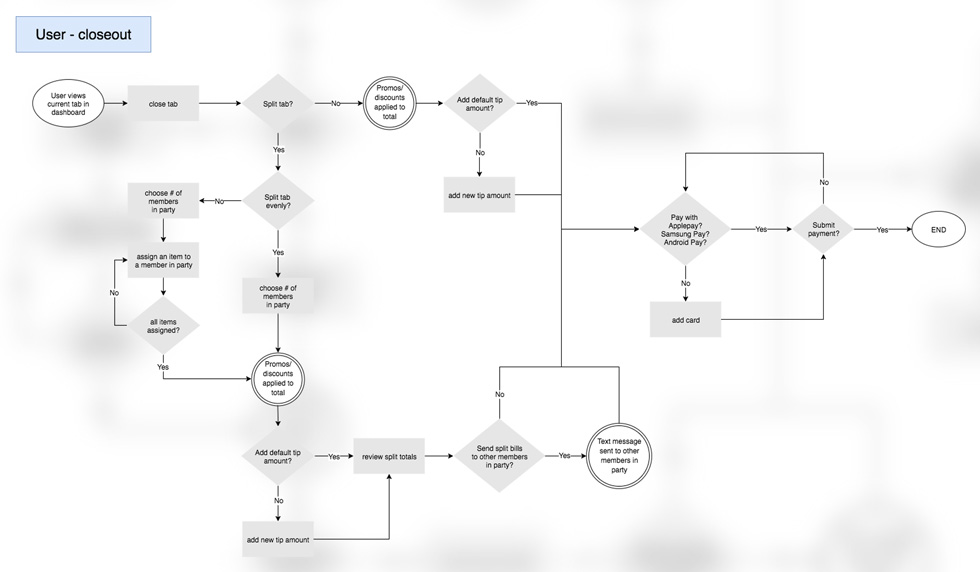 User - closeout
User views
current tab in
dashboard
close tab
Split tab?
No
Promos/
discounts
applied to
total
Add default tip
amount?
Yes
No
add new tip amount
Yes
Split tab
evenly?
No
choose # of
members
in party
assign an item to
a member in party
No
all items
assigned?
Yes
Yes
choose # of
members
in party
Promos/
discounts
applied to
total
Add default tip
amount?
Yes
No
add new tip amount
review split totals
Send split bills
to other members
in party?
No
Yes
Text message
sent to other
members in
party
Pay with
Applepay?
Samsung Pay?
Android Pay?
Yes
No
add card
Submit
payment?
No
Yes
END